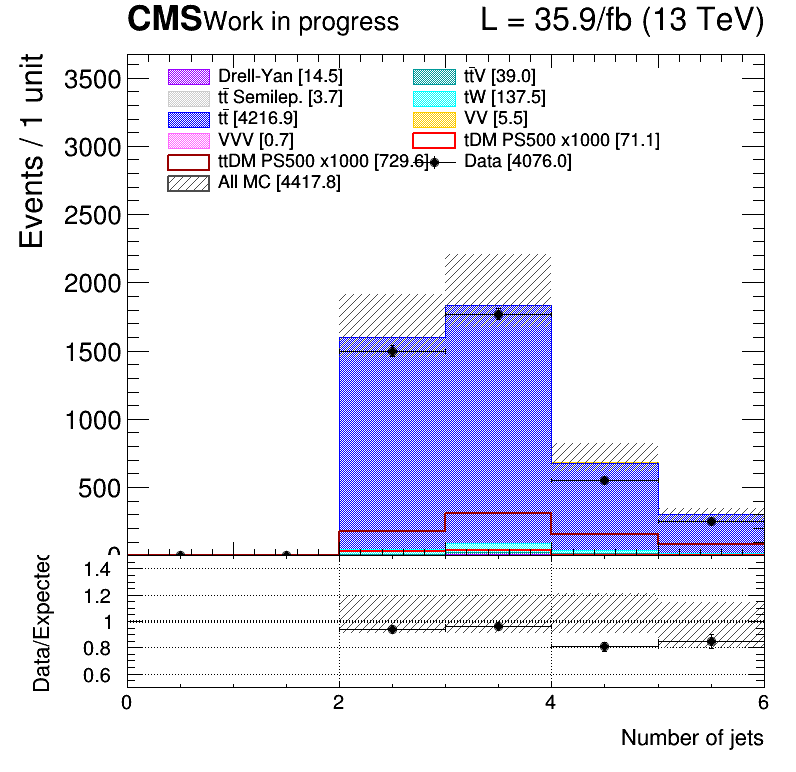 CMS Work in progress L = 35.9/fb (13 TeV)
Events / 1 unit
3500
3000
2500
2000
1500
1000
500
0
Drell-Yan [14.5] tt̄V [39.0]
tt̄ Semilep. [3.7] tW [137.5]
tt̄ [4216.9] VV [5.5]
VVV [0.7] tDM PS500 x1000 [71.1]
ttDM PS500 x1000 [729.6] Data [4076.0]
All MC [4417.8]
Data/Expected
1.4
1.2
1
0.8
0.6
0 2 4 6
Number of jets